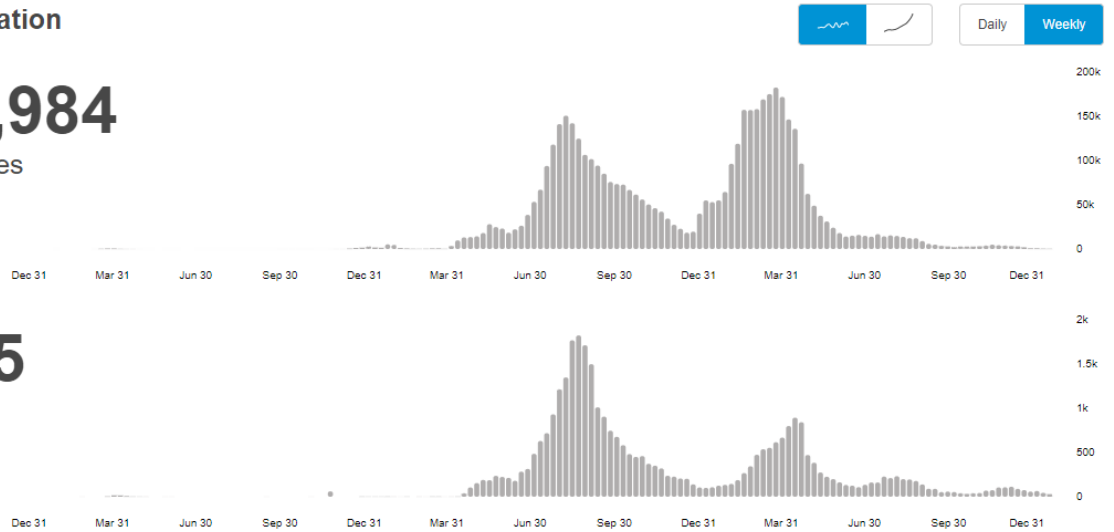 ation
Daily Weekly
,984
es
200k
150k
100k
50k
0
Dec 31 Mar 31 Jun 30 Sep 30 Dec 31 Mar 31 Jun 30 Sep 30 Dec 31 Mar 31 Jun 30 Sep 30 Dec 31
5
2k
1.5k
1k
500
0
Dec 31 Mar 31 Jun 30 Sep 30 Dec 31 Mar 31 Jun 30 Sep 30 Dec 31 Mar 31 Jun 30 Sep 30 Dec 31